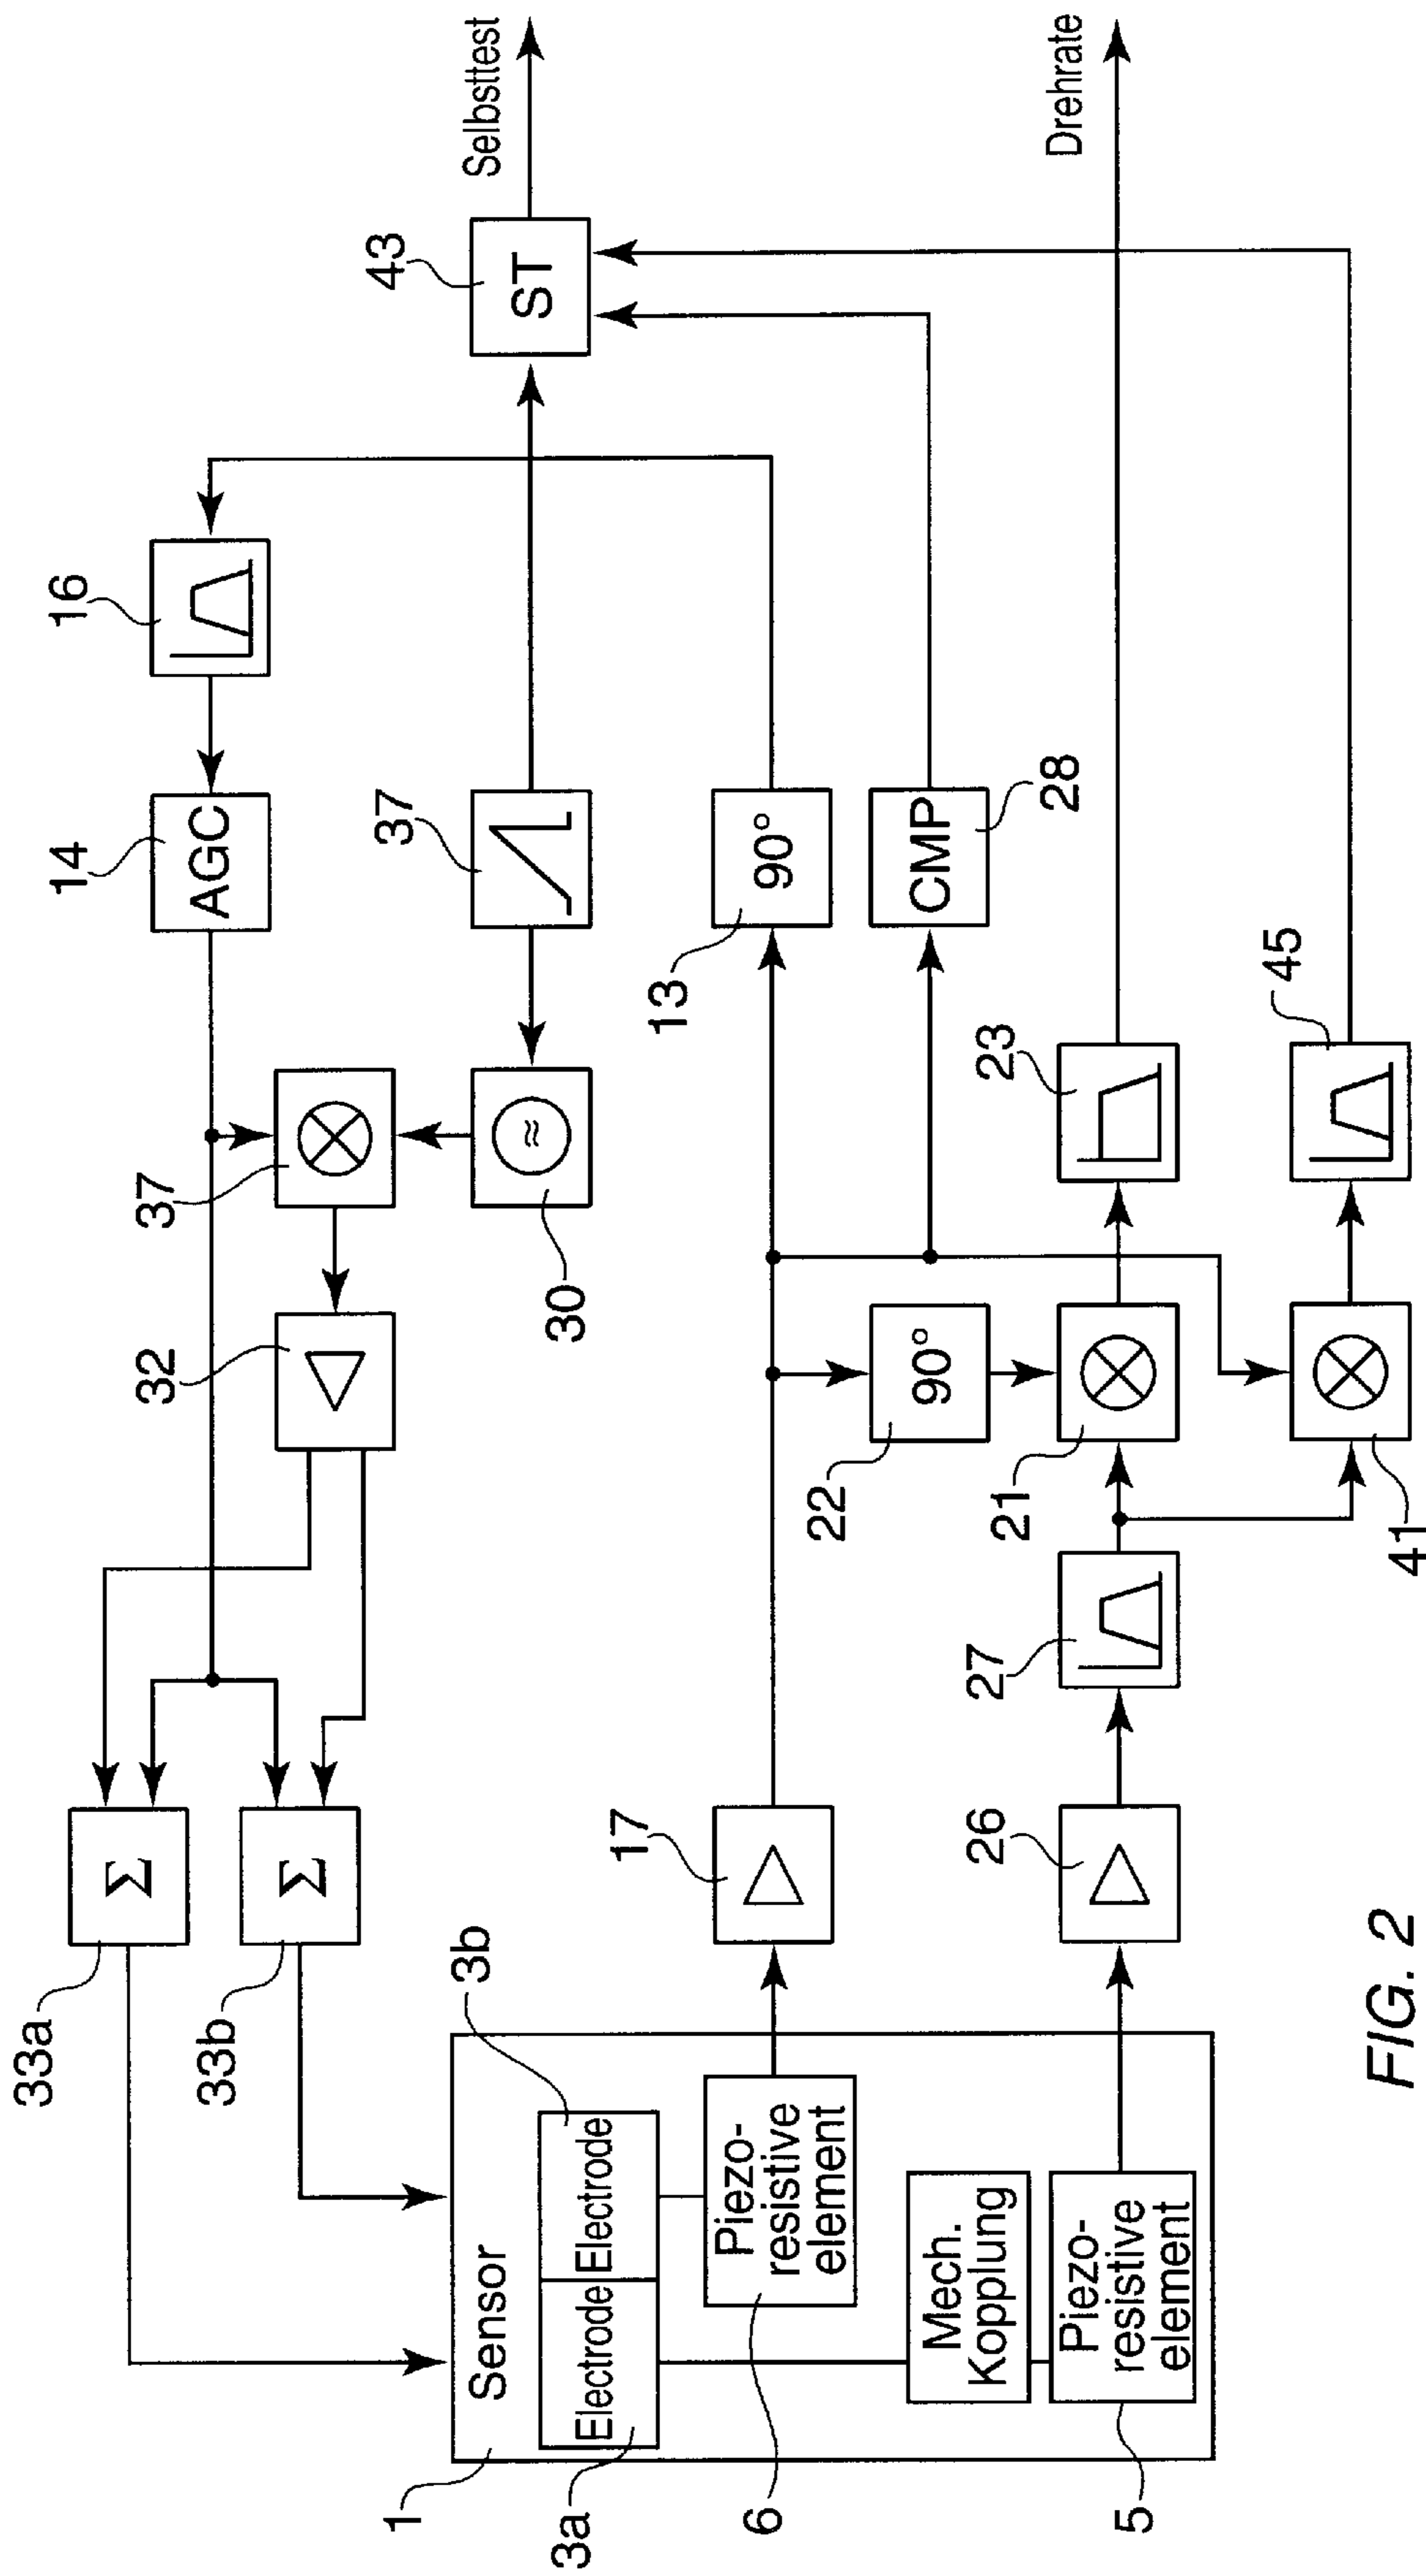 33a
Σ
33b
Σ
32
37
14
AGC
16
30
≈
37
43
ST
Selbsttest
1
Sensor
3a
Electrode
Electrode
3b
6
Piezo-
resistive
element
17
13
90°
22
90°
28
CMP
Mech.
Kopplung
5
Piezo-
resistive
element
26
27
21
23
Drehrate
41
45
FIG. 2